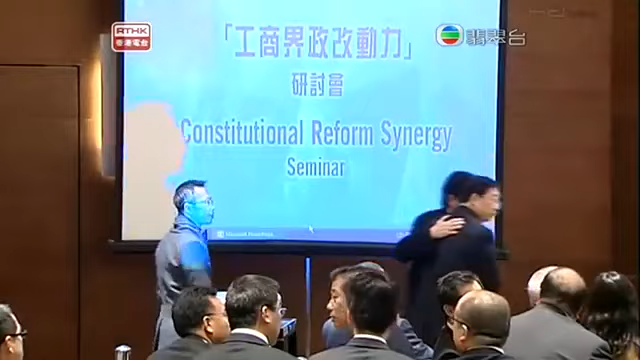 RTHK
香港電台
翡翠台
「工商界政改動力」
研討會
Constitutional Reform Synergy
Seminar